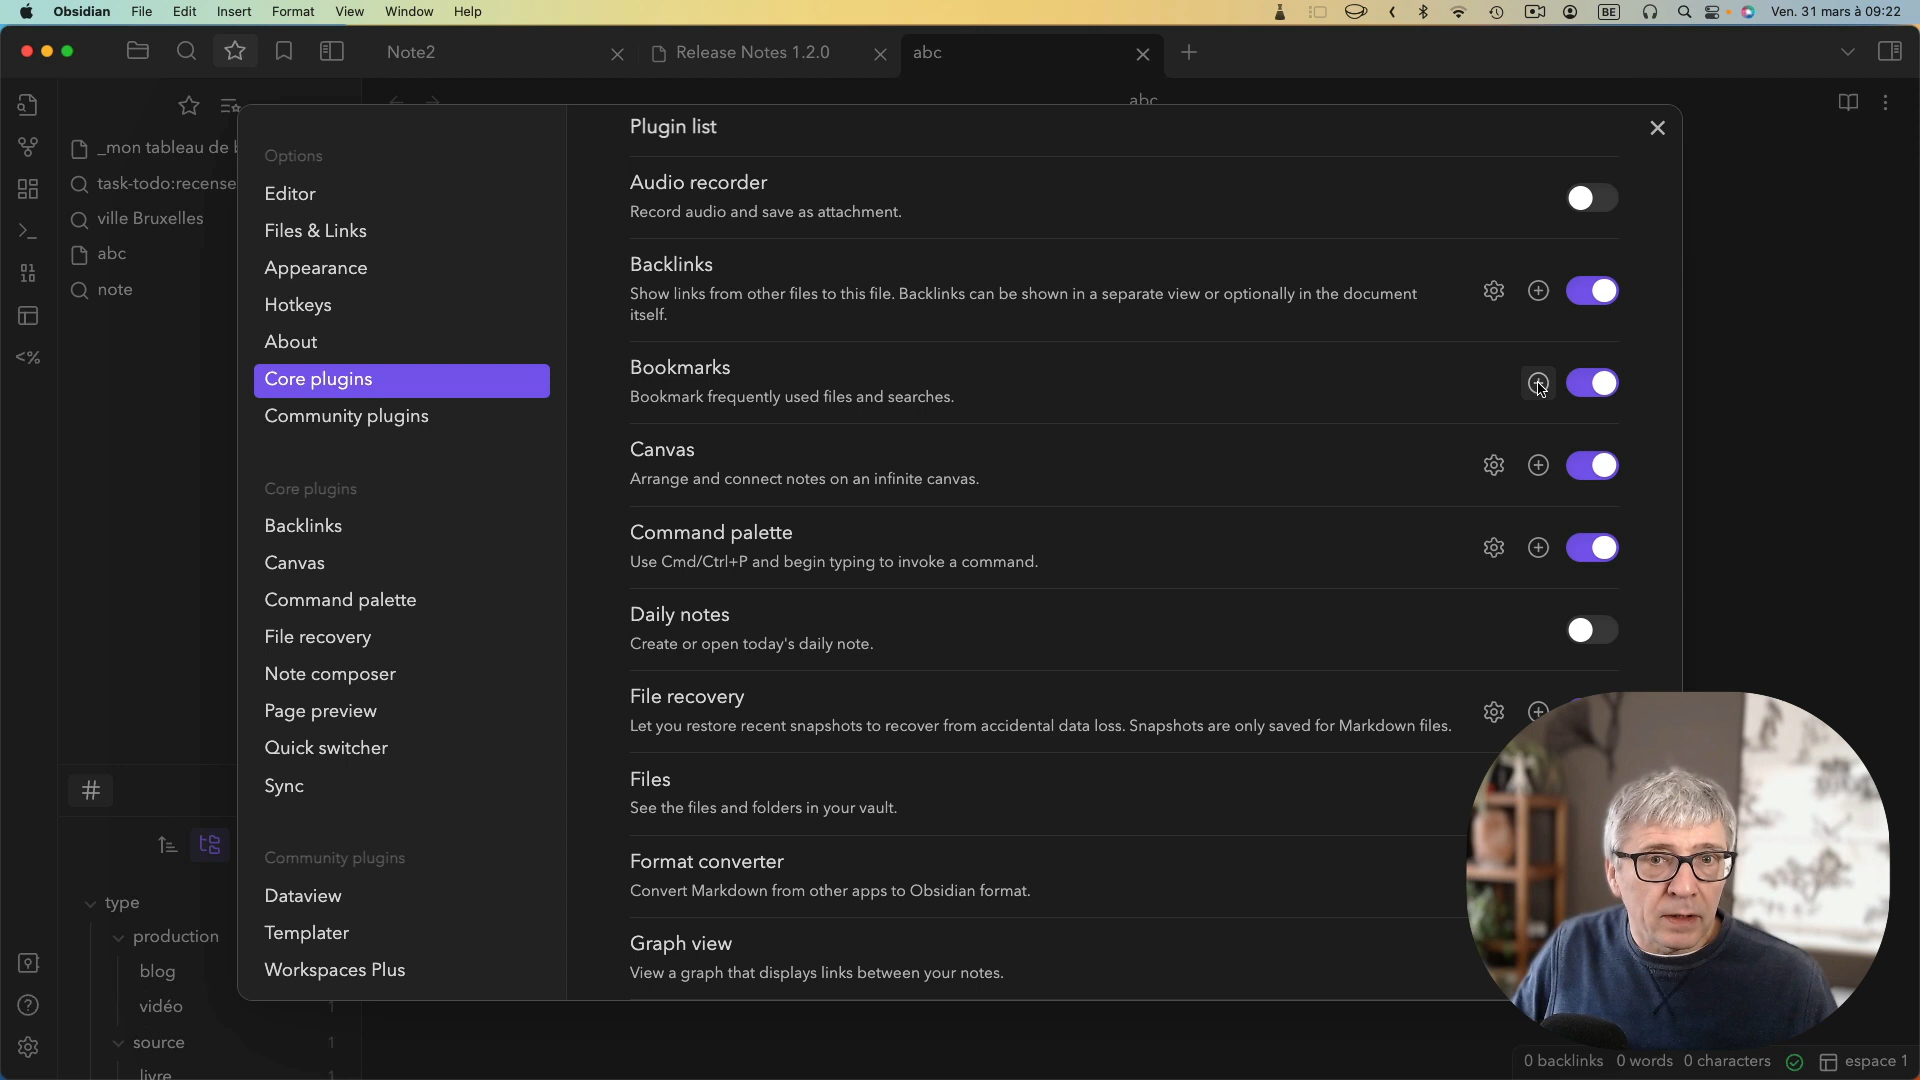 Obsidian File Edit Insert Format View Window Help
BE Ven. 31 mars à 09:22
Note2
Release Notes 1.2.0
abc
abc
_mon tableau de
task-todo:recense
ville Bruxelles
abc
note
#
type
production
blog
vidéo 1
source 1
livre 1
Options
Editor
Files & Links
Appearance
Hotkeys
About
Core plugins
Community plugins
Core plugins
Backlinks
Canvas
Command palette
File recovery
Note composer
Page preview
Quick switcher
Sync
Community plugins
Dataview
Templater
Workspaces Plus
Plugin list
Audio recorder
Record audio and save as attachment.
Backlinks
Show links from other files to this file. Backlinks can be shown in a separate view or optionally in the document
itself.
Bookmarks
Bookmark frequently used files and searches.
Canvas
Arrange and connect notes on an infinite canvas.
Command palette
Use Cmd/Ctrl+P and begin typing to invoke a command.
Daily notes
Create or open today's daily note.
File recovery
Let you restore recent snapshots to recover from accidental data loss. Snapshots are only saved for Markdown files.
Files
See the files and folders in your vault.
Format converter
Convert Markdown from other apps to Obsidian format.
Graph view
View a graph that displays links between your notes.
0 backlinks 0 words 0 characters espace 1